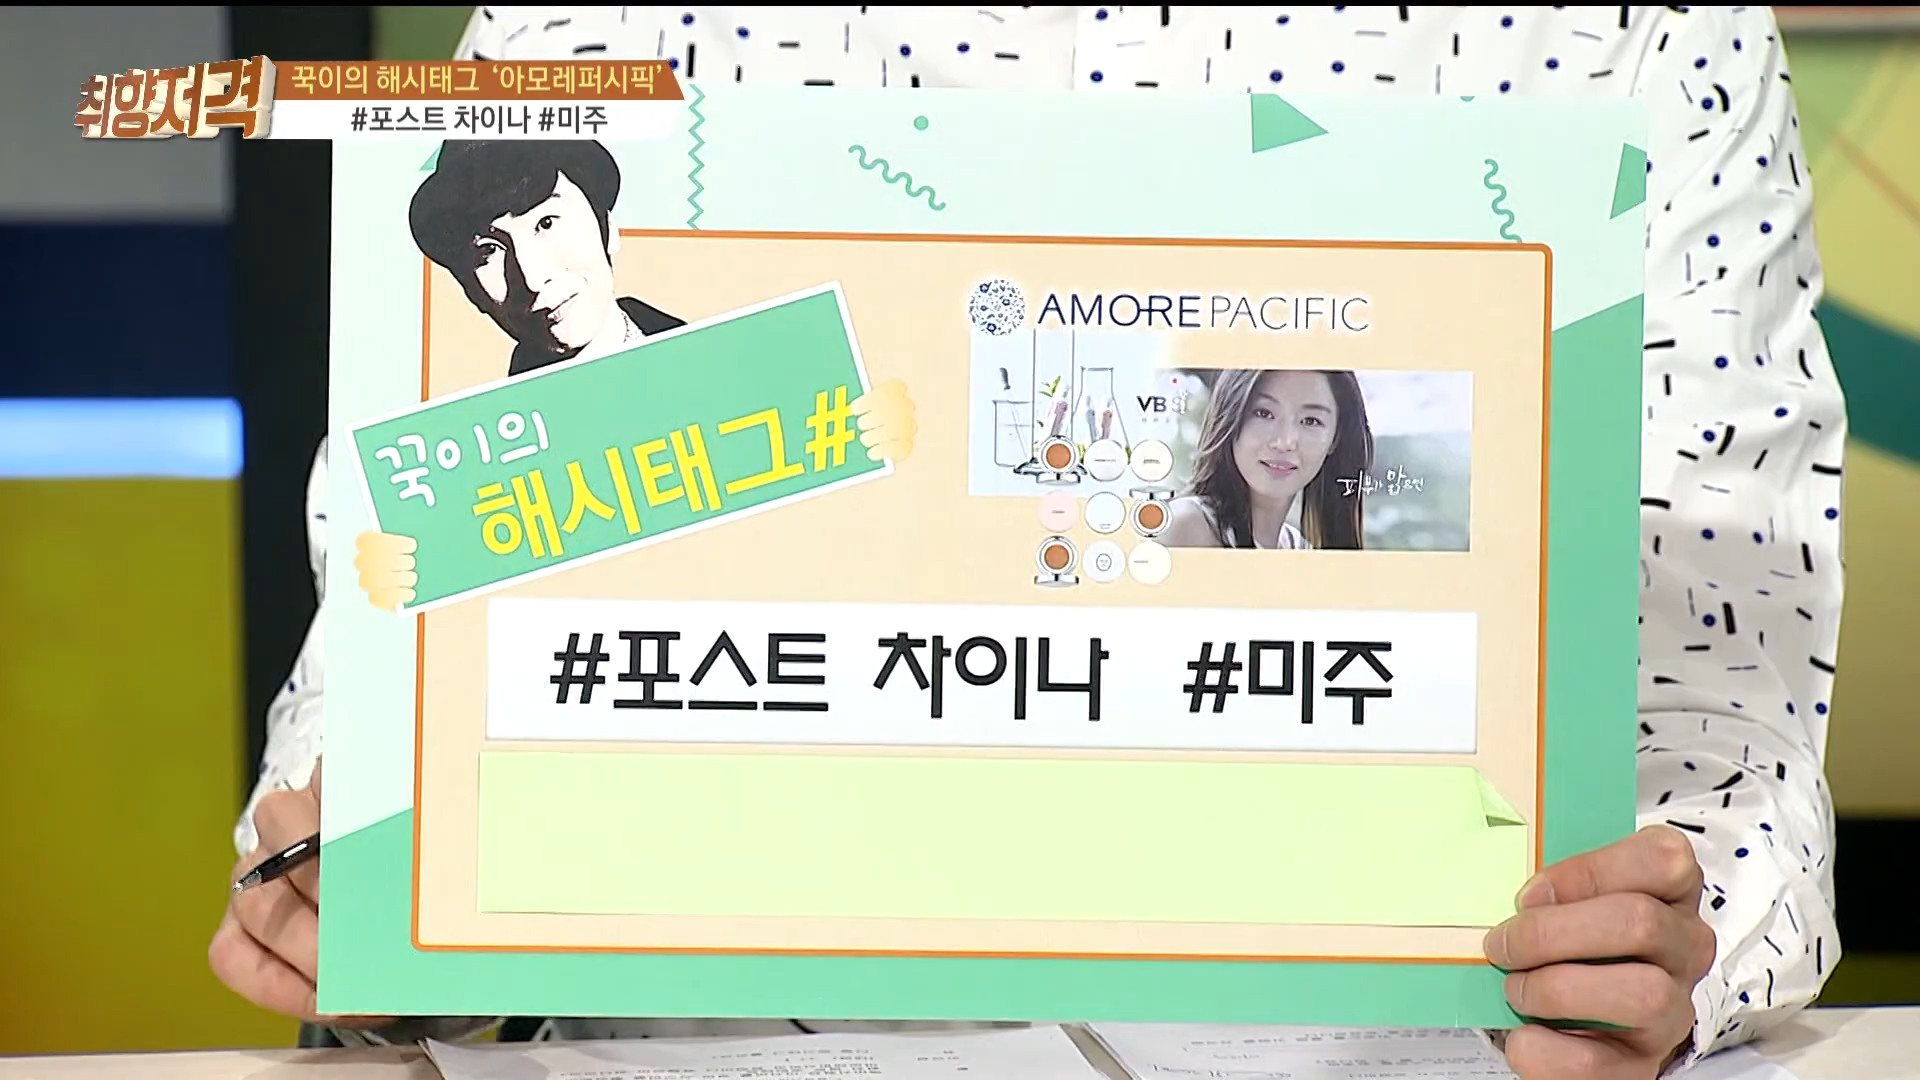 취향저격
꾹이의 해시태그 ‘아모레퍼시픽’
#포스트 차이나 #미주
AMOREPACIFIC
VB
피부가 맑으면
꾹이의
해시태그#
#포스트 차이나 #미주